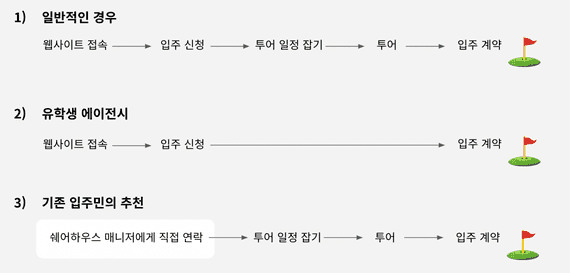 1) 일반적인 경우
웹사이트 접속 입주 신청 투어 일정 잡기 투어 입주 계약
2) 유학생 에이전시
웹사이트 접속 입주 신청 입주 계약
3) 기존 입주민의 추천
쉐어하우스 매니저에게 직접 연락 투어 일정 잡기 투어 입주 계약